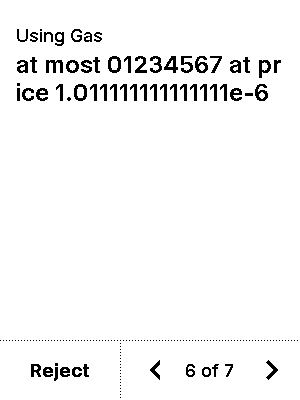 Using Gas
at most 01234567 at pr
ice 1.011111111111111e-6
Reject
6 of 7